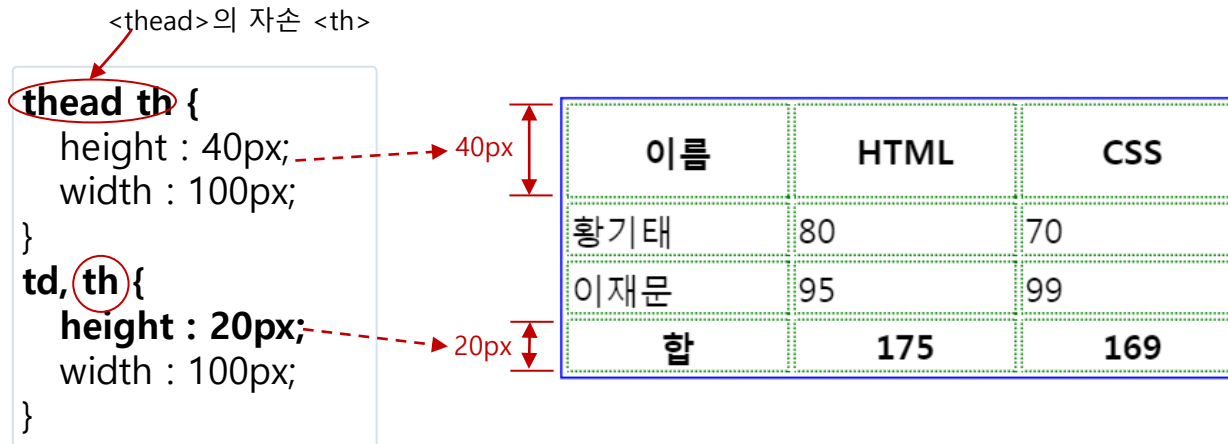 <thead>의 자손 <th>
thead th {
height : 40px;
width : 100px;
}
td, th {
height : 20px;
width : 100px;
}
40px
20px
이름 HTML CSS
황기태 80 70
이재문 95 99
합 175 169